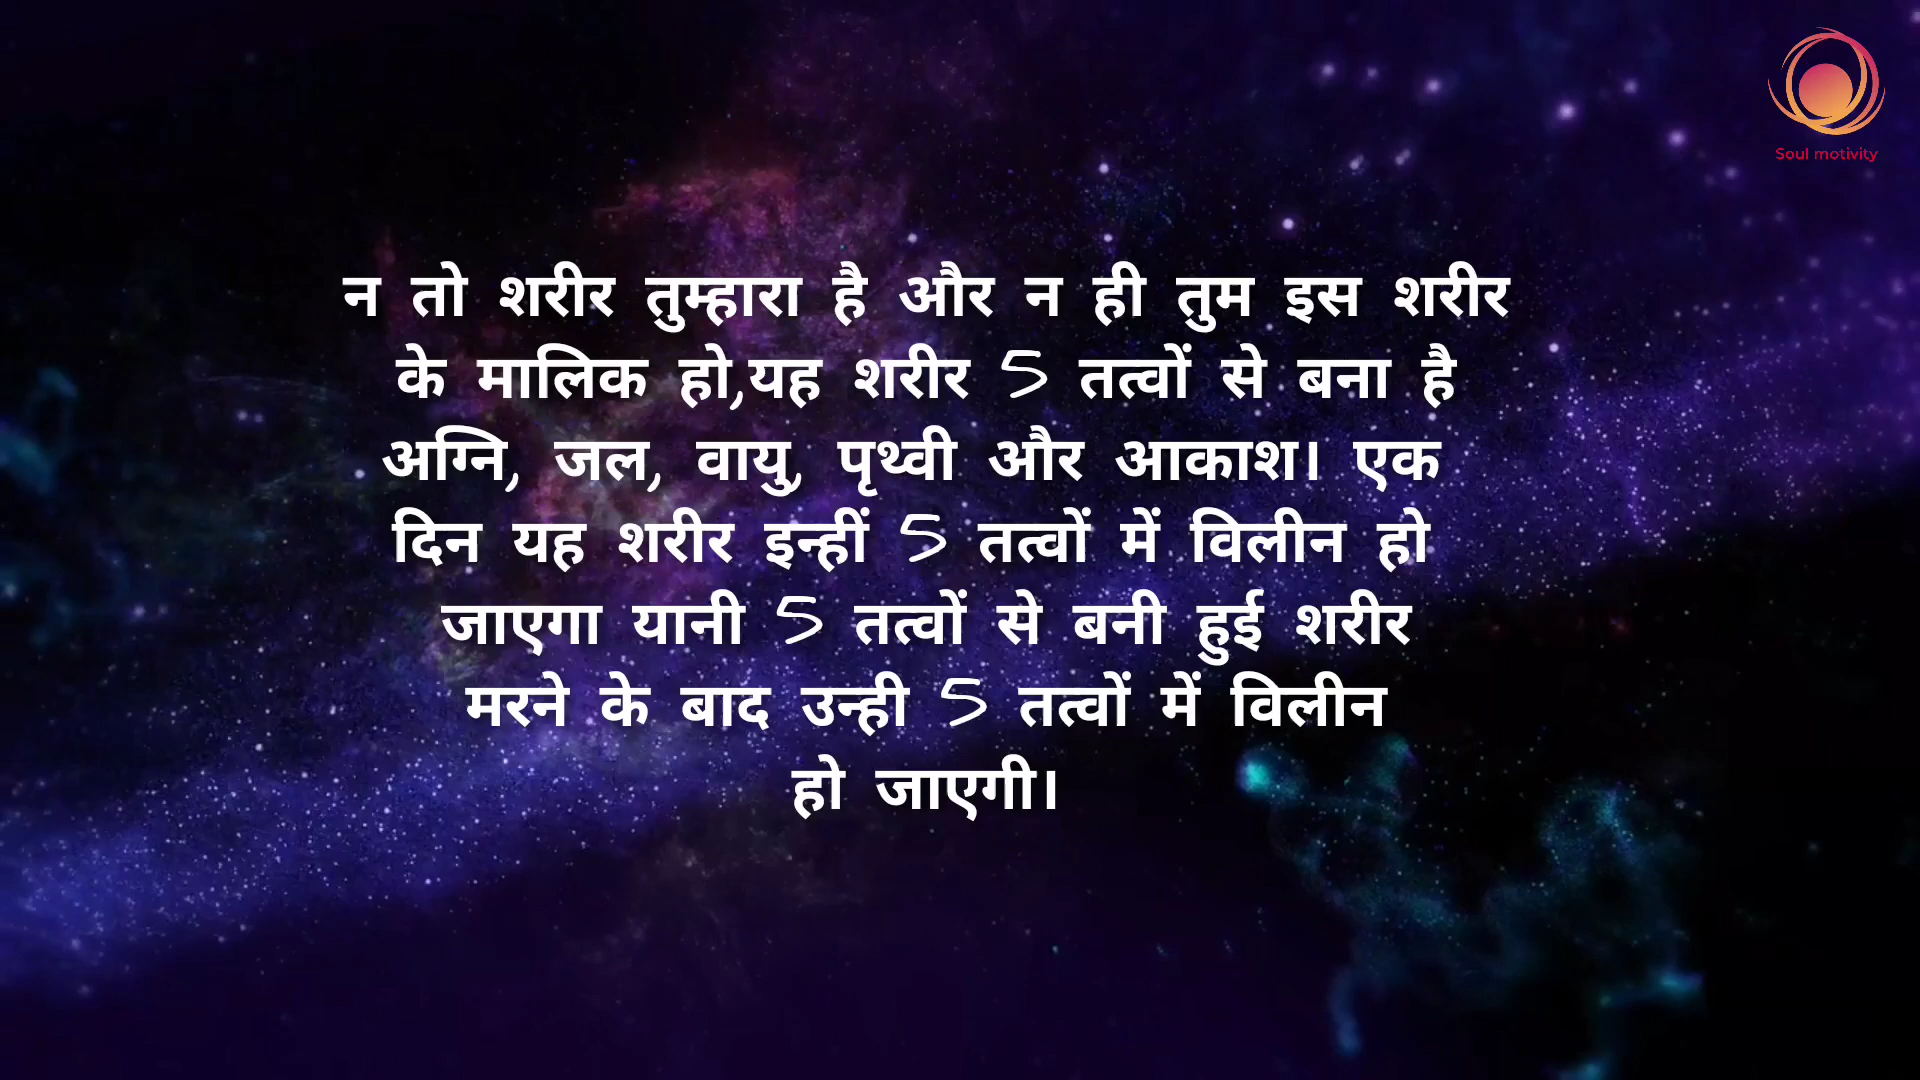 Soul motivity
न तो शरीर तुम्हारा है और न ही तुम इस शरीर
के मालिक हो,यह शरीर 5 तत्वों से बना है
अग्नि, जल, वायु, पृथ्वी और आकाश। एक
दिन यह शरीर इन्हीं 5 तत्वों में विलीन हो
जाएगा यानी 5 तत्वों से बनी हुई शरीर
मरने के बाद उन्ही 5 तत्वों में विलीन
हो जाएगी।